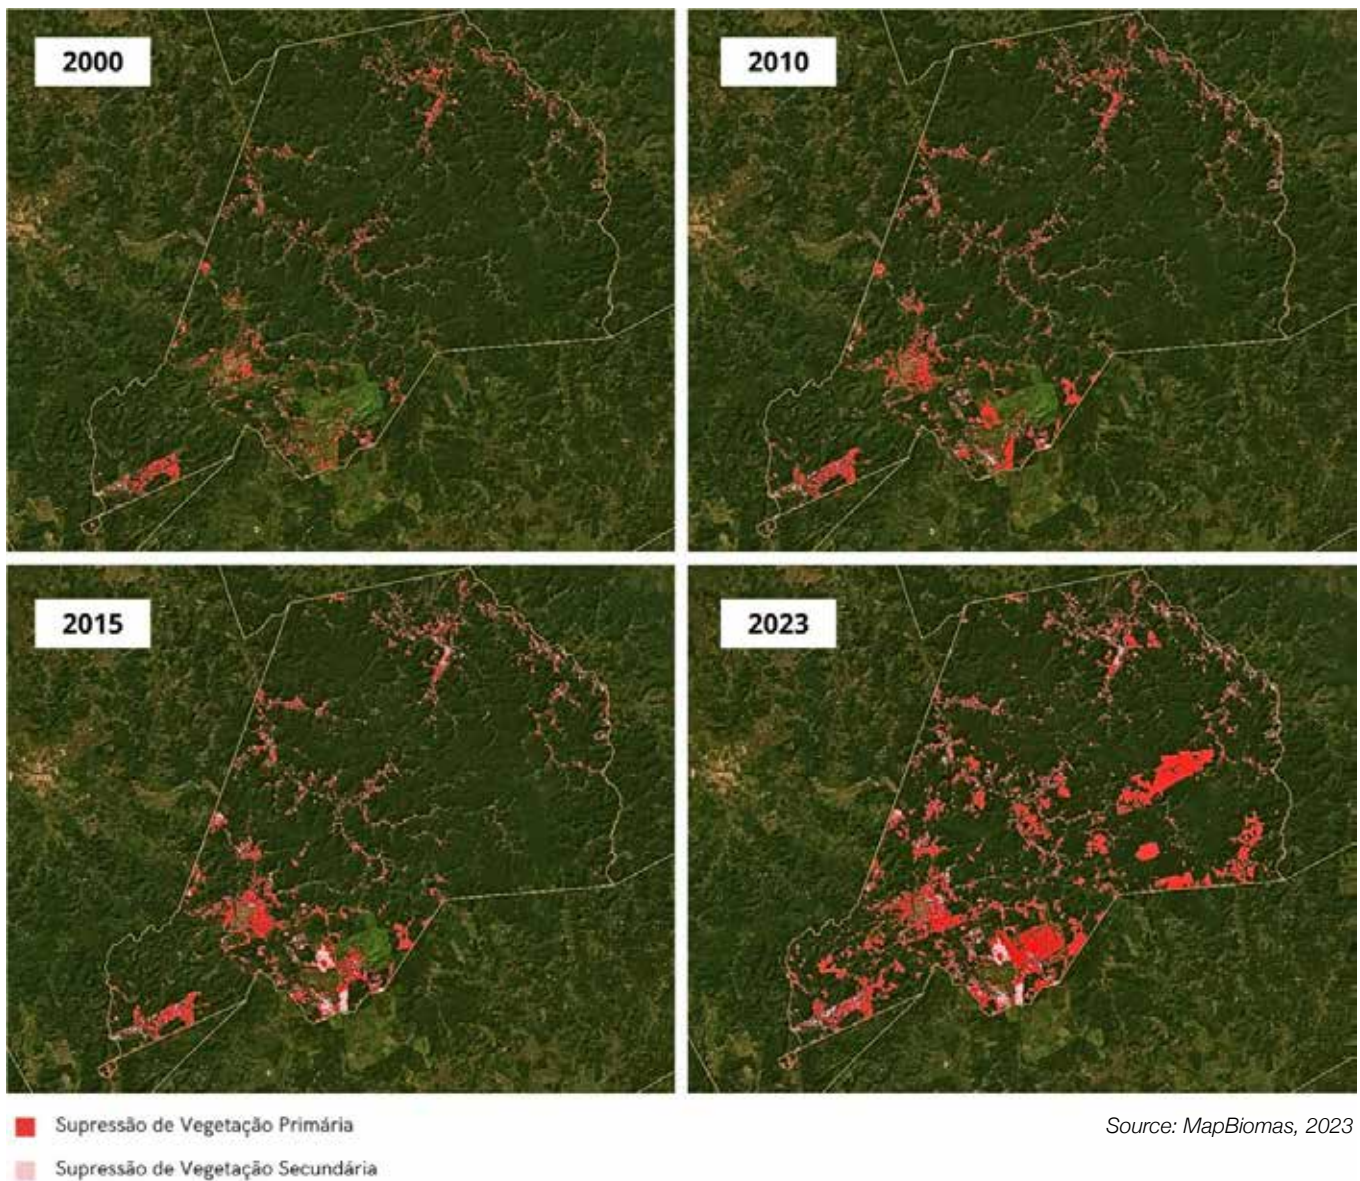 2000
2010
2015
2023
Supressão de Vegetação Primária
Source: MapBiomas, 2023
Supressão de Vegetação Secundária